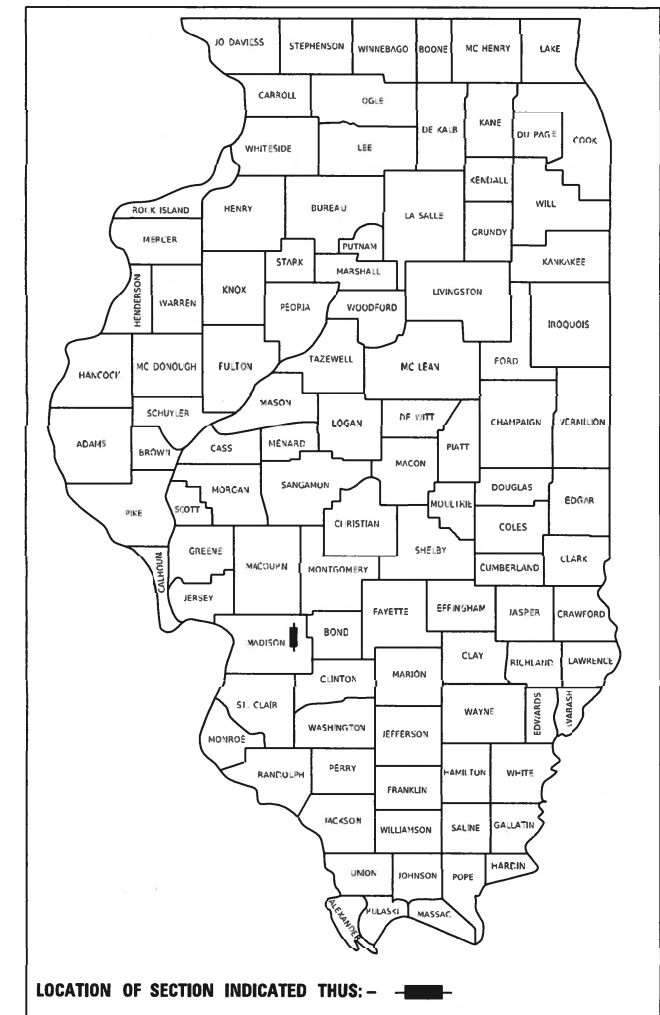 JO DAVIESS STEPHENSON WINNEBAGO BOONE MC HENRY LAKE
CARROLL OGLE DE KALB KANE DU PAGE COOK
WHITESIDE LEE
KENDALL WILL
ROCK ISLAND HENRY BUREAU LA SALLE GRUNDY
MERCER PUTNAM KANKAKEE
STARK MARSHALL
HENDERSON WARREN KNOX PEORIA WOODFORD LIVINGSTON
IROQUOIS
HANCOCK MC DONOUGH FULTON TAZEWELL MC LEAN FORD
SCHUYLER MASON LOGAN DE WITT CHAMPAIGN VERMILION
ADAMS BROWN CASS MENARD PIATT
MACON
PIKE SCOTT MORGAN SANGAMON MOULTRIE DOUGLAS EDGAR
CHRISTIAN COLES
CALHOUN GREENE MACOUPIN MONTGOMERY SHELBY CUMBERLAND CLARK
JERSEY FAYETTE EFFINGHAM JASPER CRAWFORD
MADISON BOND
CLINTON MARION CLAY RICHLAND LAWRENCE
ST. CLAIR WAYNE EDWARDS WABASH
MONROE WASHINGTON JEFFERSON
RANDOLPH PERRY HAMILTON WHITE
FRANKLIN
JACKSON WILLIAMSON SALINE GALLATIN
UNION JOHNSON POPE HARDIN
ALEXANDER PULASKI MASSAC
LOCATION OF SECTION INDICATED THUS: -